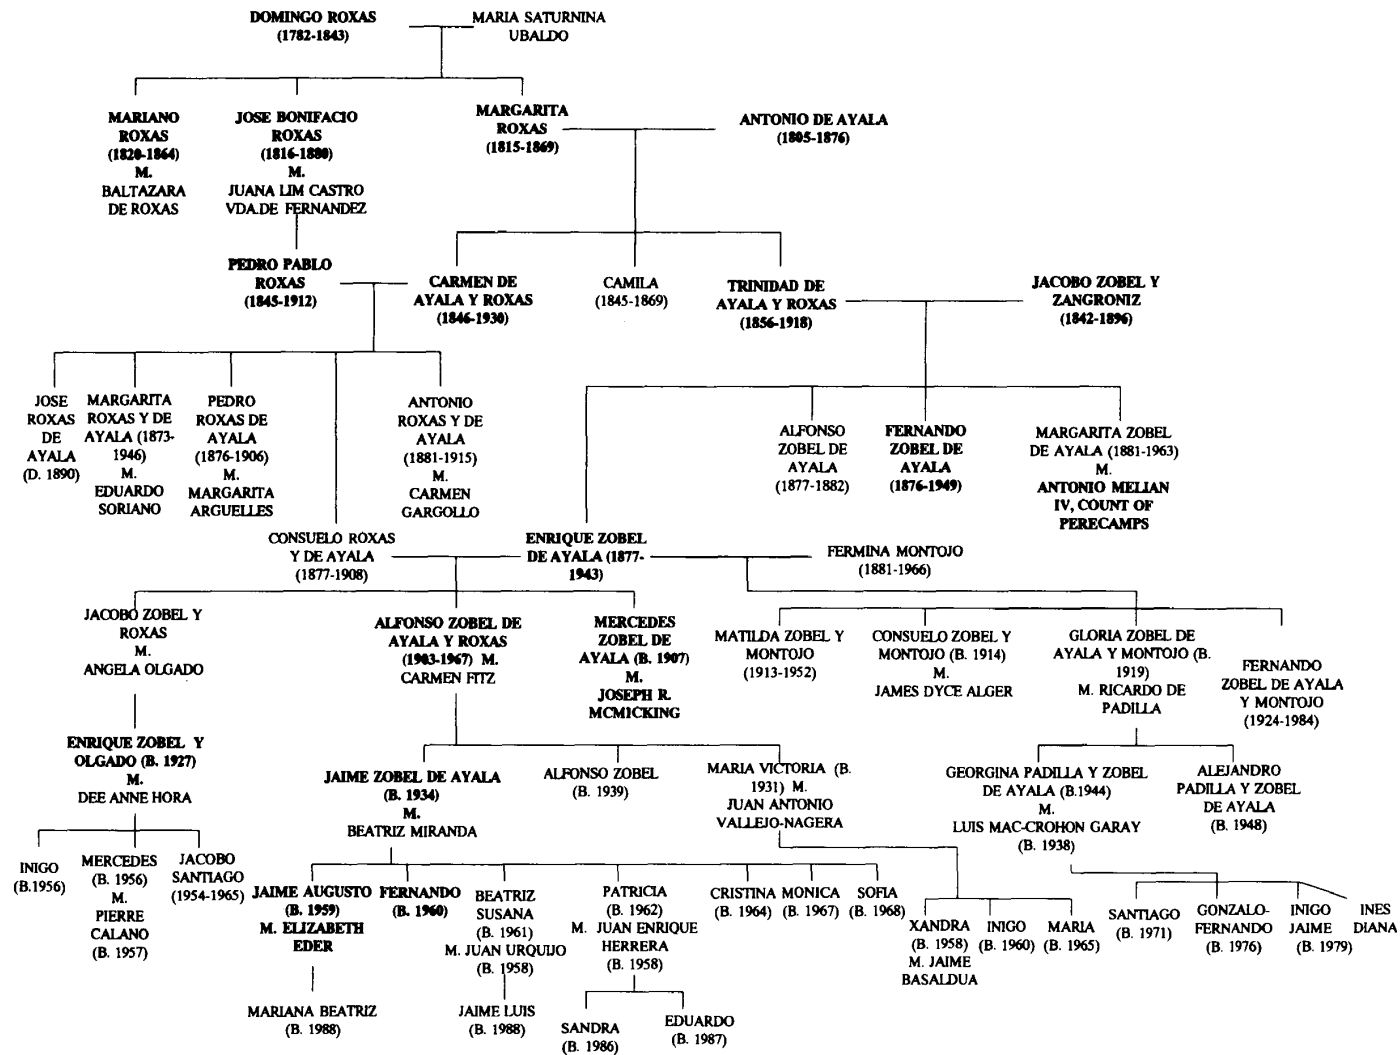 DOMINGO ROXAS
(1782-1843)
MARIA SATURNINA
UBALDO
MARIANO
ROXAS
(1820-1864)
M.
BALTAZARA
DE ROXAS
JOSE BONIFACIO
ROXAS
(1816-1880)
M.
JUANA LIM CASTRO
VDA.DE FERNANDEZ
MARGARITA
ROXAS
(1815-1869)
ANTONIO DE AYALA
(1805-1876)
PEDRO PABLO
ROXAS
(1845-1912)
CARMEN DE
AYALA Y ROXAS
(1846-1930)
CAMILA
(1845-1869)
TRINIDAD DE
AYALA Y ROXAS
(1856-1918)
JACOBO ZOBEL Y
ZANGRONIZ
(1842-1896)
JOSE
ROXAS
DE
AYALA
(D. 1890)
MARGARITA
ROXAS Y DE
AYALA (1873-
1946)
M.
EDUARDO
SORIANO
PEDRO
ROXAS DE
AYALA
(1876-1906)
M.
MARGARITA
ARGUELLES
ANTONIO
ROXAS Y DE
AYALA
(1881-1915)
M.
CARMEN
GARGOLLO
ALFONSO
ZOBEL DE
AYALA
(1877-1882)
FERNANDO
ZOBEL DE
AYALA
(1876-1949)
MARGARITA ZOBEL
DE AYALA (1881-1963)
M.
ANTONIO MELIAN
IV, COUNT OF
PERECAMPS
CONSUELO ROXAS
Y DE AYALA
(1877-1908)
ENRIQUE ZOBEL
DE AYALA (1877-
1943)
FERMINA MONTOJO
(1881-1966)
JACOBO ZOBEL Y
ROXAS
M.
ANGELA OLGADO
ALFONSO ZOBEL DE
AYALA Y ROXAS
(1903-1967) M.
CARMEN FITZ
MERCEDES
ZOBEL DE
AYALA (B. 1907)
M.
JOSEPH R.
MCMICKING
MATILDA ZOBEL Y
MONTOJO
(1913-1952)
CONSUELO ZOBEL Y
MONTOJO (B. 1914)
M.
JAMES DYCE ALGER
GLORIA ZOBEL DE
AYALA Y MONTOJO (B.
1919)
M. RICARDO DE
PADILLA
FERNANDO
ZOBEL DE AYALA
Y MONTOJO
(1924-1984)
ENRIQUE ZOBEL Y
OLGADO (B. 1927)
M.
DEE ANNE HORA
JAIME ZOBEL DE AYALA
(B. 1934)
M.
BEATRIZ MIRANDA
ALFONSO ZOBEL
(B. 1939)
MARIA VICTORIA (B.
1931) M.
JUAN ANTONIO
VALLEJO-NAGERA
GEORGINA PADILLA Y ZOBEL
DE AYALA (B.1944)
M.
LUIS MAC-CROHON GARAY
(B. 1938)
ALEJANDRO
PADILLA Y ZOBEL
DE AYALA
(B. 1948)
INIGO
(B.1956)
MERCEDES
(B. 1956)
M.
PIERRE
CALANO
(B. 1957)
JACOBO
SANTIAGO
(1954-1965)
JAIME AUGUSTO
(B. 1959)
M. ELIZABETH
EDER
FERNANDO
(B. 1960)
BEATRIZ
SUSANA
(B. 1961)
M. JUAN URQUIJO
(B. 1958)
PATRICIA
(B. 1962)
M. JUAN ENRIQUE
HERRERA
(B. 1958)
CRISTINA
(B. 1964)
MONICA
(B. 1967)
SOFIA
(B. 1968)
XANDRA
(B. 1958)
M. JAIME
BASALDUA
INIGO
(B. 1960)
MARIA
(B. 1965)
SANTIAGO
(B. 1971)
GONZALO-
FERNANDO
(B. 1976)
INIGO
JAIME
(B. 1979)
INES
DIANA
MARIANA BEATRIZ
(B. 1988)
JAIME LUIS
(B. 1988)
SANDRA
(B. 1986)
EDUARDO
(B. 1987)